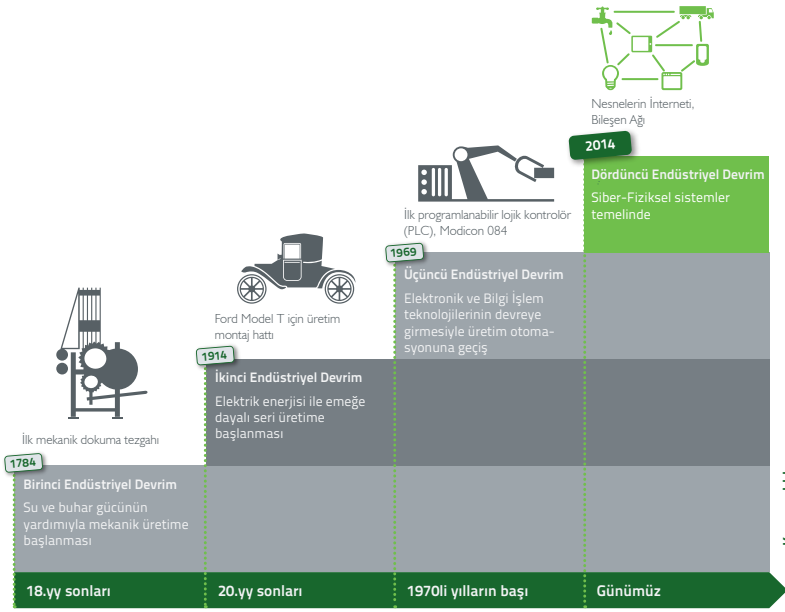 Nesnelerin İnterneti,
Bileşen Ağı
2014
Dördüncü Endüstriyel Devrim
Siber-Fiziksel sistemler
temelinde
İlk programlanabilir lojik kontrolör
(PLC), Modicon 084
1969
Üçüncü Endüstriyel Devrim
Elektronik ve Bilgi İşlem
teknolojilerinin devreye
girmesiyle üretim otoma-
syonuna geçiş
Ford Model T için üretim
montaj hattı
1914
İkinci Endüstriyel Devrim
Elektrik enerjisi ile emeğe
dayalı seri üretime
başlanması
İlk mekanik dokuma tezgahı
1784
Birinci Endüstriyel Devrim
Su ve buhar gücünün
yardımıyla mekanik üretime
başlanması
18.yy sonları
20.yy sonları
1970li yılların başı
Günümüz